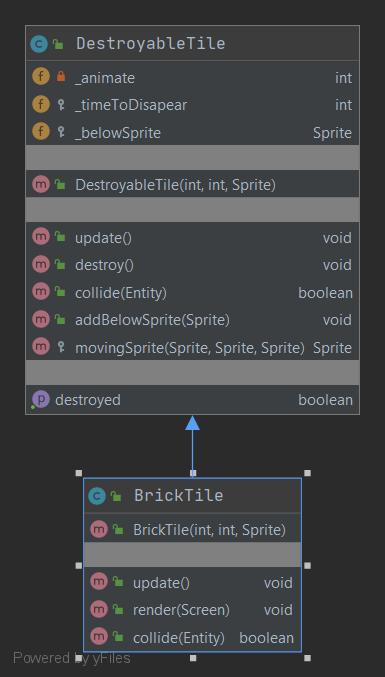 DestroyableTile
_animate int
_timeToDisapear int
_belowSprite Sprite
DestroyableTile(int, int, Sprite)
update() void
destroy() void
collide(Entity) boolean
addBelowSprite(Sprite) void
movingSprite(Sprite, Sprite, Sprite) Sprite
destroyed boolean
BrickTile
BrickTile(int, int, Sprite)
update() void
render(Screen) void
collide(Entity) boolean
Powered by yFiles